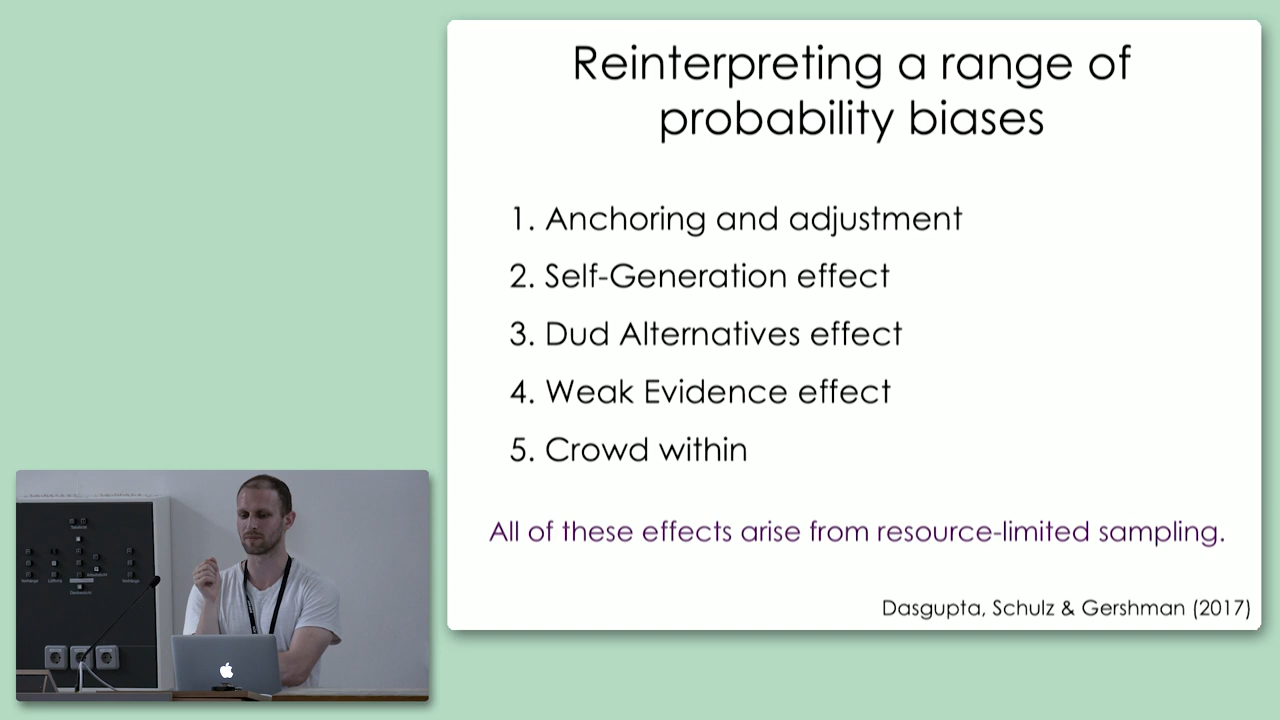 Reinterpreting a range of
probability biases
1. Anchoring and adjustment
2. Self-Generation effect
3. Dud Alternatives effect
4. Weak Evidence effect
5. Crowd within
All of these effects arise from resource-limited sampling.
Dasgupta, Schulz & Gershman (2017)